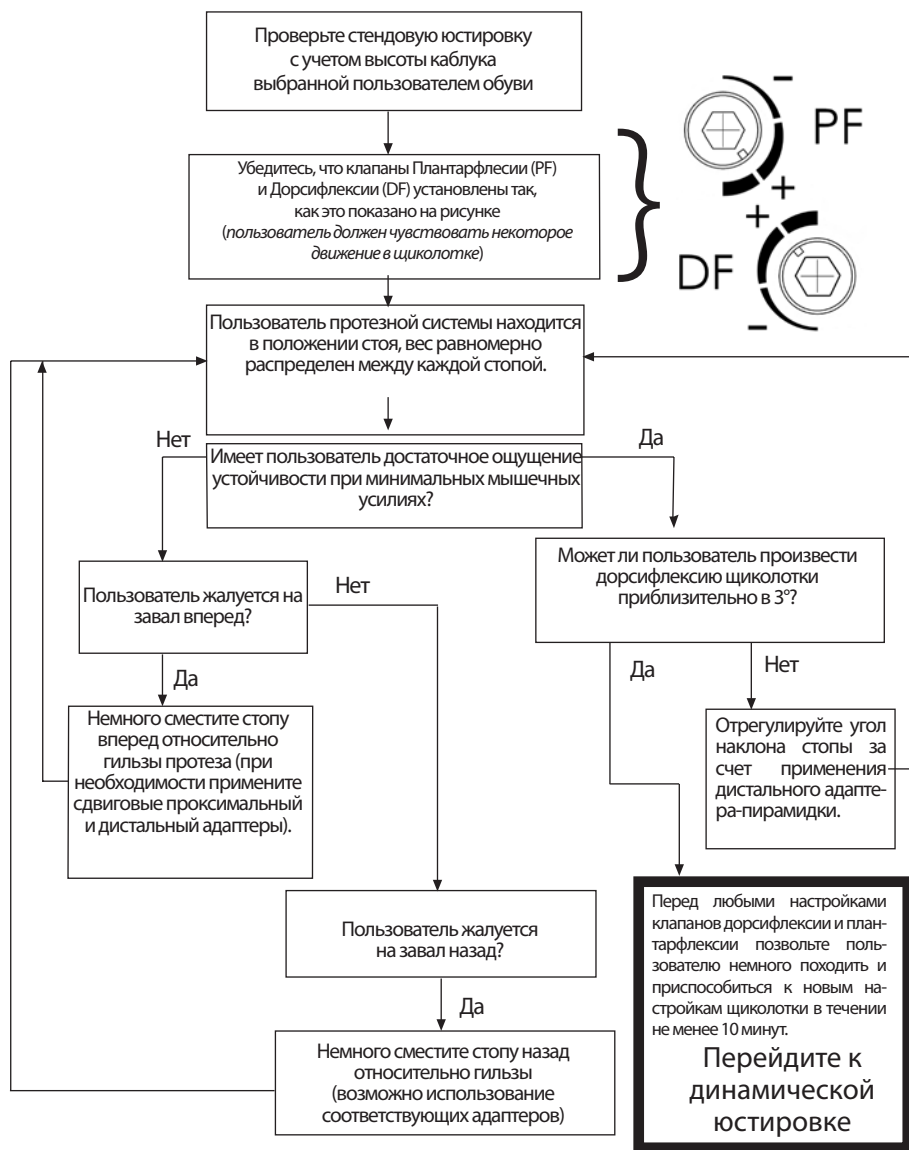 Проверьте стендовую юстировку
с учетом высоты каблука
выбранной пользователем обуви
Убедитесь, что клапаны Плантарфлесии (PF)
и Дорсифлексии (DF) установлены так,
как это показано на рисунке
(пользователь должен чувствовать некоторое
движение в щиколотке)
PF
DF
Пользователь протезной системы находится
в положении стоя, вес равномерно
распределен между каждой стопой.
Нет
Да
Имеет пользователь достаточное ощущение
устойчивости при минимальных мышечных
усилиях?
Может ли пользователь произвести
дорсифлексию щиколотки
приблизительно в 3°?
Пользователь жалуется на
завал вперед?
Нет
Да
Да
Нет
Немного сместите стопу
вперед относительно
гильзы протеза (при
необходимости примените
сдвиговые проксимальный
и дистальный адаптеры).
Отрегулируйте угол
наклона стопы за
счет применения
дистального адапте-
ра-пирамидки.
Пользователь жалуется
на завал назад?
Да
Немного сместите стопу назад
относительно гильзы
(возможно использование
соответствующих адаптеров)
Перед любыми настройками
клапанов дорсифлексии и план-
тарфлексии позвольте поль-
зователю немного походить и
приспособиться к новым на-
стройкам щиколотки в течении
не менее 10 минут.
Перейдите к
динамической
юстировке